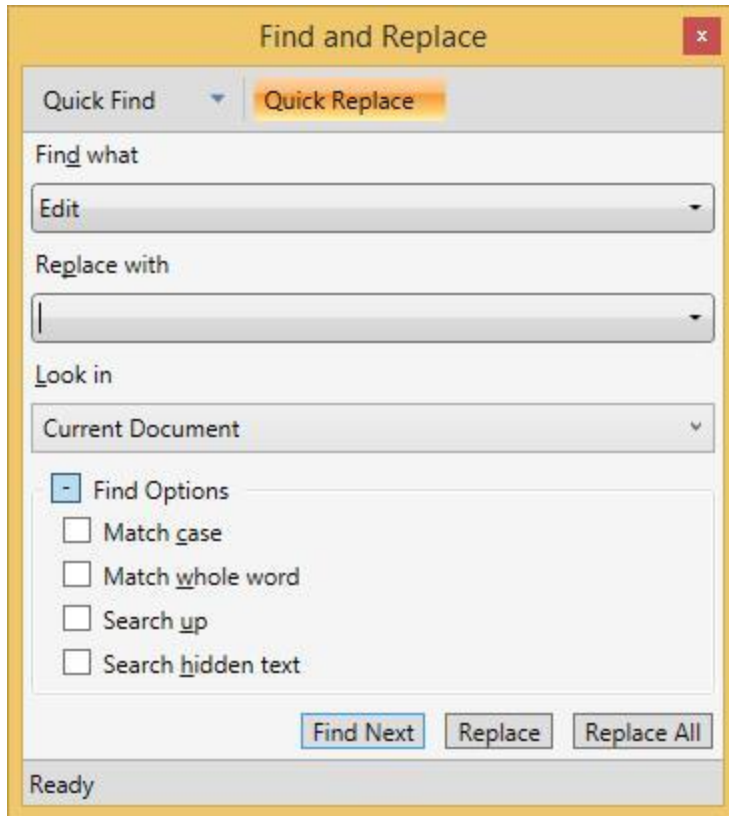 Find and Replace x
Quick Find Quick Replace
Find what
Edit
Replace with
Look in
Current Document
- Find Options
Match case
Match whole word
Search up
Search hidden text
Find Next Replace Replace All
Ready